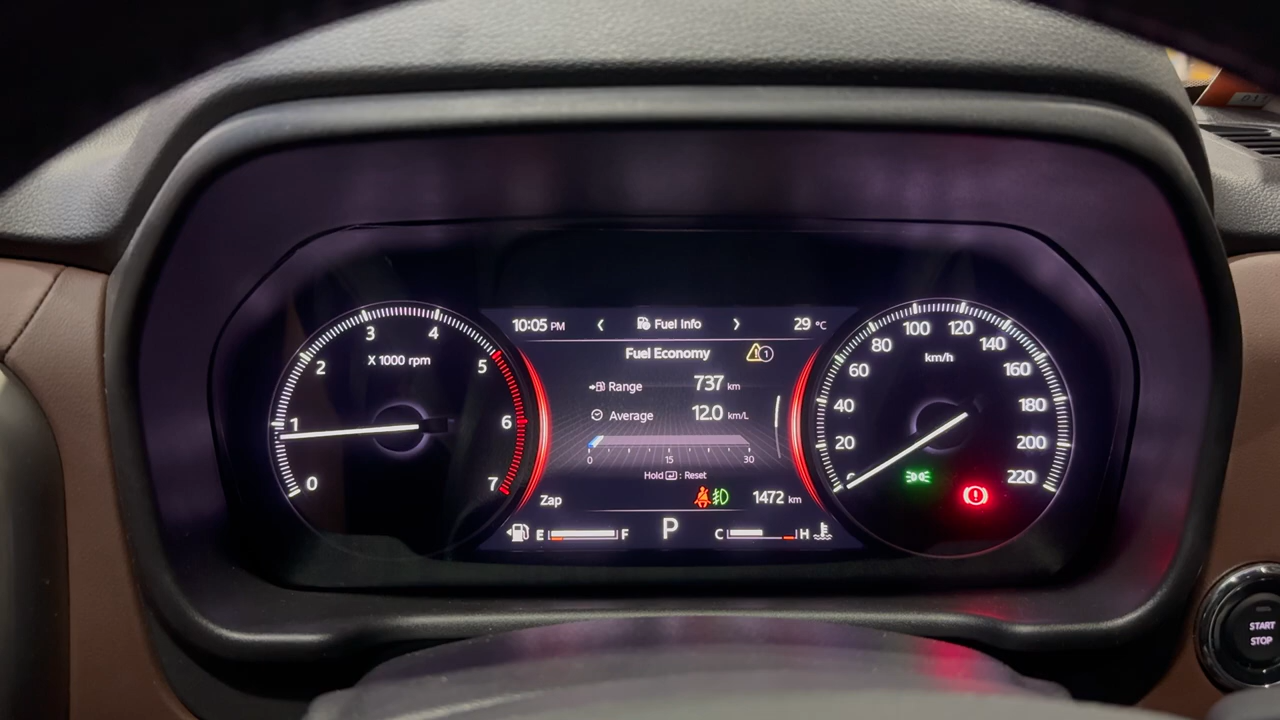 10:05 PM < Fuel Info > 29 °C
Fuel Economy 1
Range 737 km
Average 12.0 km/L
0 15 30
Hold : Reset
Zap 1472 km
E F P C H
X 1000 rpm
0 1 2 3 4 5 6 7
km/h
20 40 60 80 100 120 140 160 180 200 220
START
STOP